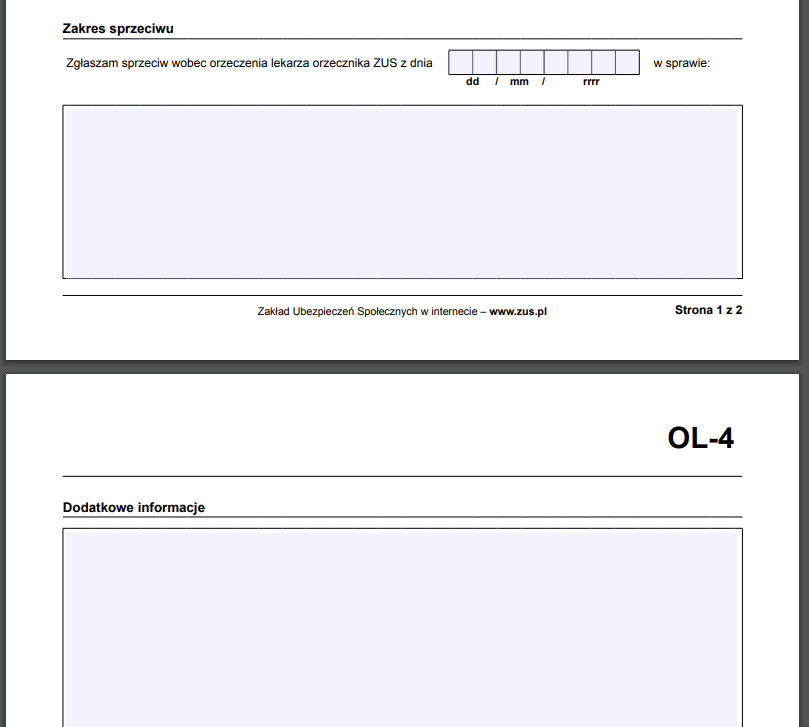 Zakres sprzeciwu
Zgłaszam sprzeciw wobec orzeczenia lekarza orzecznika ZUS z dnia w sprawie:
dd / mm / rrrr
Zakład Ubezpieczeń Społecznych w internecie – www.zus.pl Strona 1 z 2
OL-4
Dodatkowe informacje